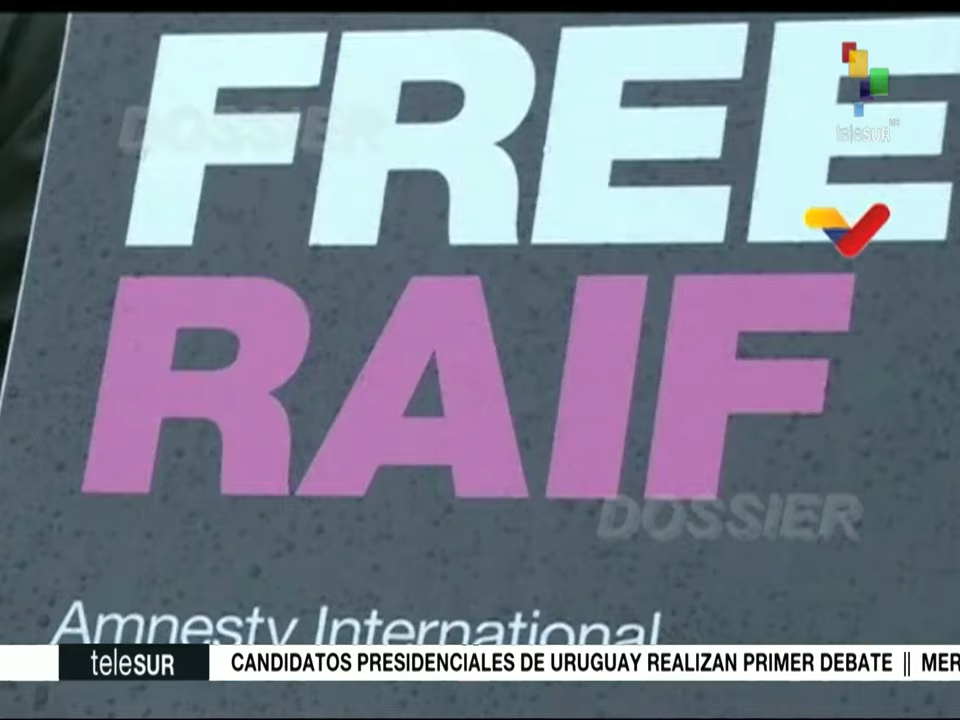 FREE
DOSSIER
teleSUR
RAIF
DOSSIER
Amnesty International
teleSUR CANDIDATOS PRESIDENCIALES DE URUGUAY REALIZAN PRIMER DEBATE || MER